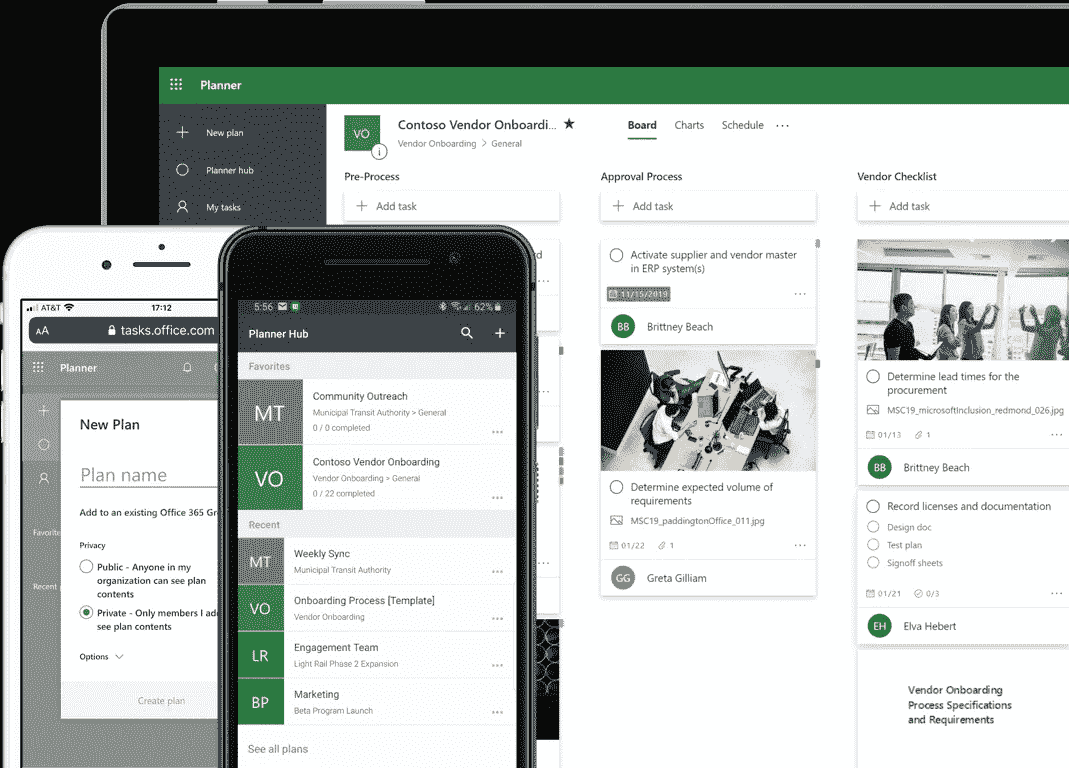 Planner
New plan
Planner hub
My tasks
VO
Contoso Vendor Onboardi...
Vendor Onboarding > General
Board
Charts
Schedule
Pre-Process
Add task
Approval Process
Add task
Activate supplier and vendor master
in ERP system(s)
11/15/2019
BB
Brittney Beach
Determine expected volume of
requirements
MSC19_paddingtonOffice_011.jpg
01/22
1
GG
Greta Gilliam
Vendor Checklist
Add task
Determine lead times for the
procurement
MSC19_microsoftInclusion_redmond_026.jpg
01/13
1
BB
Brittney Beach
Record licenses and documentation
Design doc
Test plan
Signoff sheets
01/21
0/3
EH
Elva Hebert
Vendor Onboarding
Process Specifications
and Requirements
AT&T
17:12
AA
tasks.office.com
Planner
New Plan
Plan name
Add to an existing Office 365 Gr
Privacy
Public - Anyone in my
organization can see plan
contents
Private - Only members I ad
see plan contents
Options
Create plan
Favorite
Recent
5:56
62%
Planner Hub
Favorites
MT
Community Outreach
Municipal Transit Authority > General
0 / 0 completed
VO
Contoso Vendor Onboarding
Vendor Onboarding > General
0 / 22 completed
Recent
MT
Weekly Sync
Municipal Transit Authority
VO
Onboarding Process [Template]
Vendor Onboarding
LR
Engagement Team
Light Rail Phase 2 Expansion
BP
Marketing
Beta Program Launch
See all plans